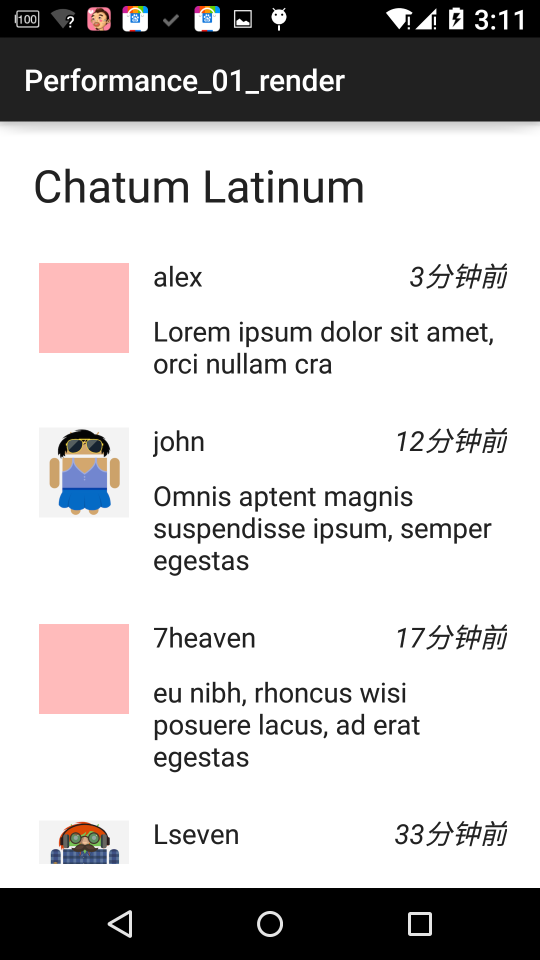 100 ? 3:11
Performance_01_render
Chatum Latinum
alex 3分钟前
Lorem ipsum dolor sit amet,
orci nullam cra
john 12分钟前
Omnis aptent magnis
suspendisse ipsum, semper
egestas
7heaven 17分钟前
eu nibh, rhoncus wisi
posuere lacus, ad erat
egestas
Lseven 33分钟前